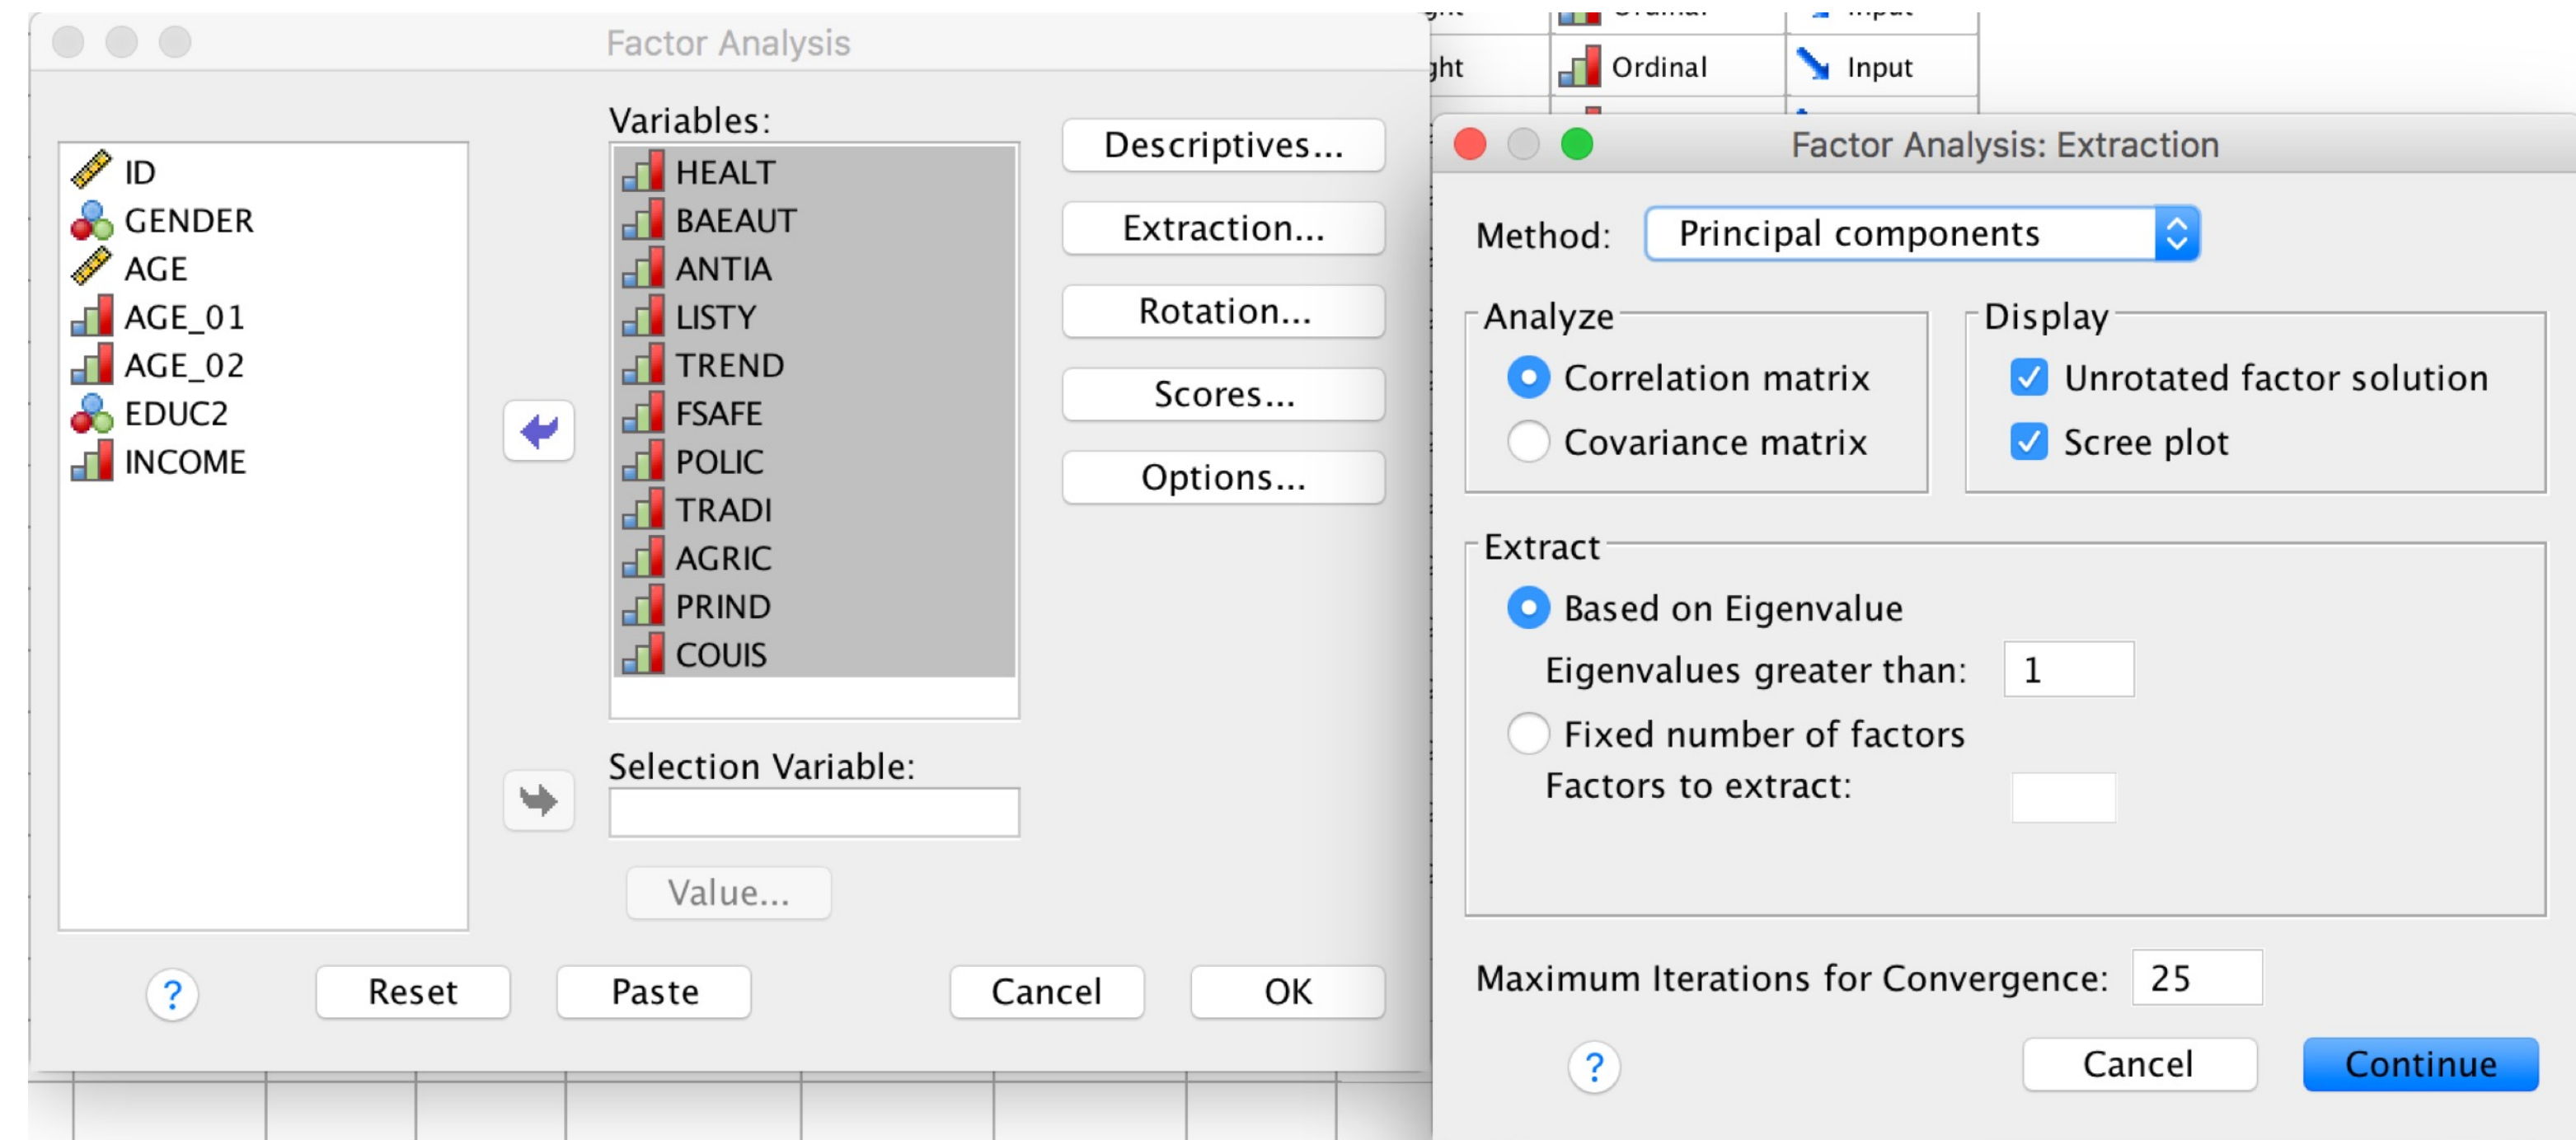 Factor Analysis
ID
GENDER
AGE
AGE_01
AGE_02
EDUC2
INCOME
Variables:
HEALT
BAEAUT
ANTIA
LISTY
TREND
FSAFE
POLIC
TRADI
AGRIC
PRIND
COUIS
Selection Variable:
Value...
Descriptives...
Extraction...
Rotation...
Scores...
Options...
?
Reset
Paste
Cancel
OK
Ordinal
Input
Factor Analysis: Extraction
Method: Principal components
Analyze
Correlation matrix
Covariance matrix
Display
Unrotated factor solution
Scree plot
Extract
Based on Eigenvalue
Eigenvalues greater than: 1
Fixed number of factors
Factors to extract:
Maximum Iterations for Convergence: 25
?
Cancel
Continue